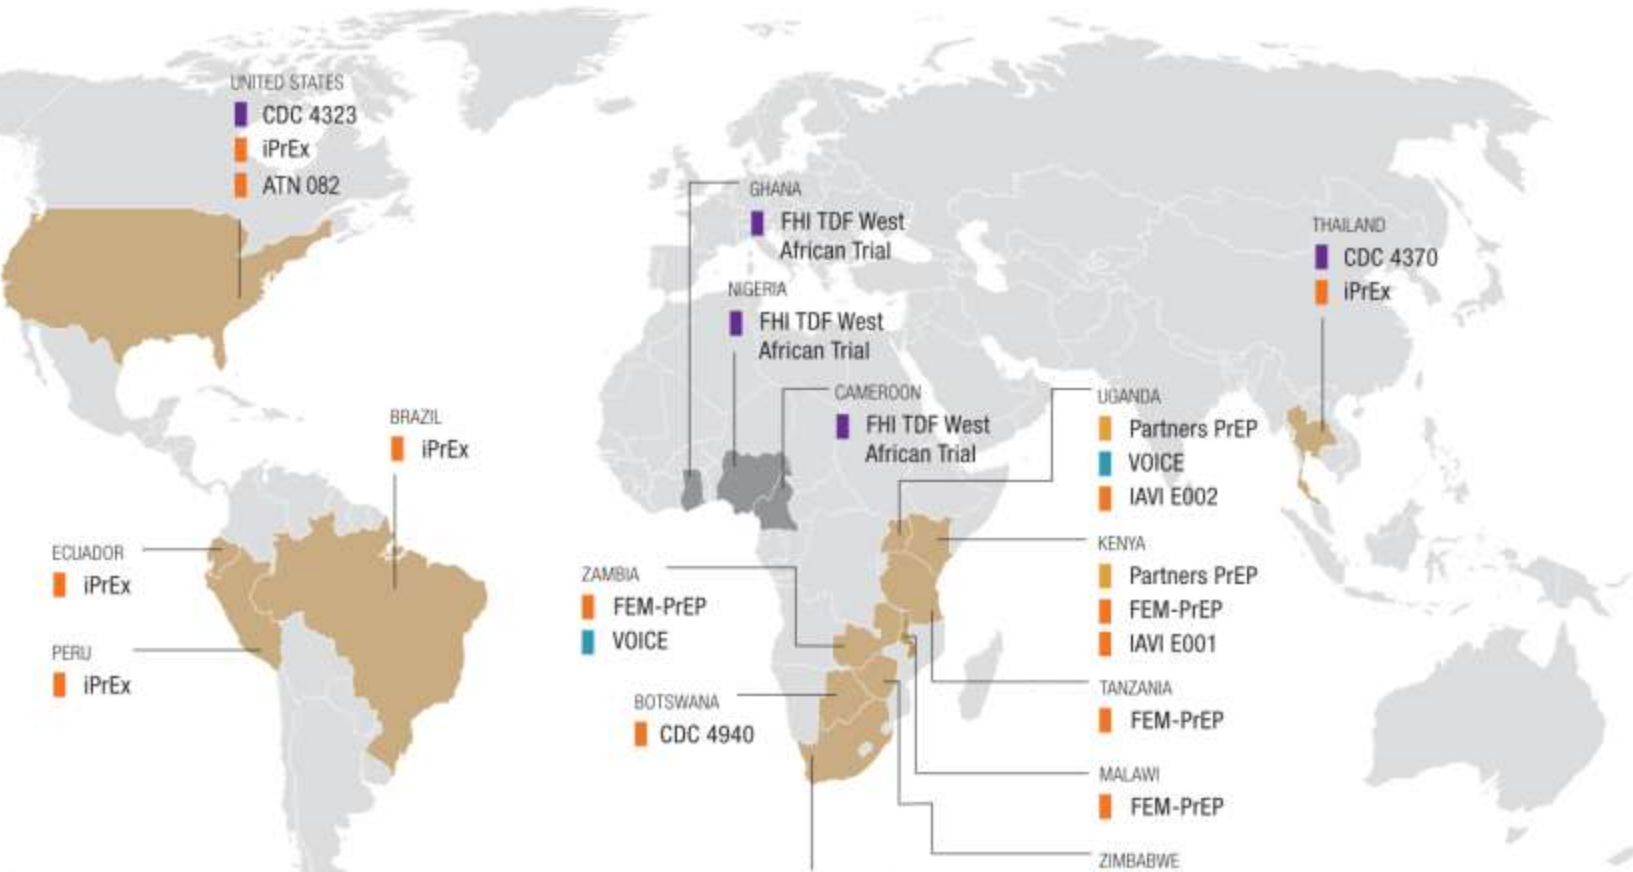 UNITED STATES
CDC 4323
iPrEx
ATN 082
GHANA
FHI TDF West
African Trial
NIGERIA
FHI TDF West
African Trial
CAMEROON
FHI TDF West
African Trial
THAILAND
CDC 4370
iPrEx
BRAZIL
iPrEx
ECUADOR
iPrEx
PERU
iPrEx
ZAMBIA
FEM-PrEP
VOICE
BOTSWANA
CDC 4940
UGANDA
Partners PrEP
VOICE
IAVI E002
KENYA
Partners PrEP
FEM-PrEP
IAVI E001
TANZANIA
FEM-PrEP
MALAWI
FEM-PrEP
ZIMBABWE